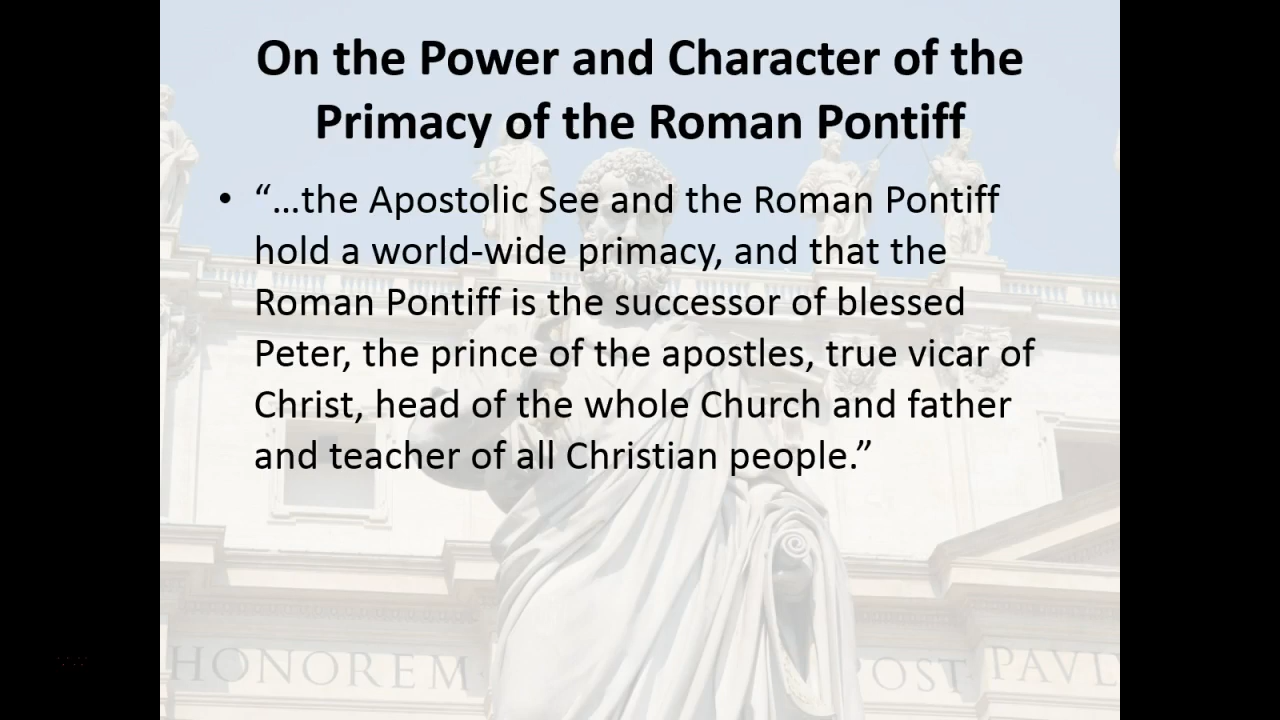 On the Power and Character of the
Primacy of the Roman Pontiff
• “…the Apostolic See and the Roman Pontiff
hold a world-wide primacy, and that the
Roman Pontiff is the successor of blessed
Peter, the prince of the apostles, true vicar of
Christ, head of the whole Church and father
and teacher of all Christian people.”
HONOREM POST PAVL